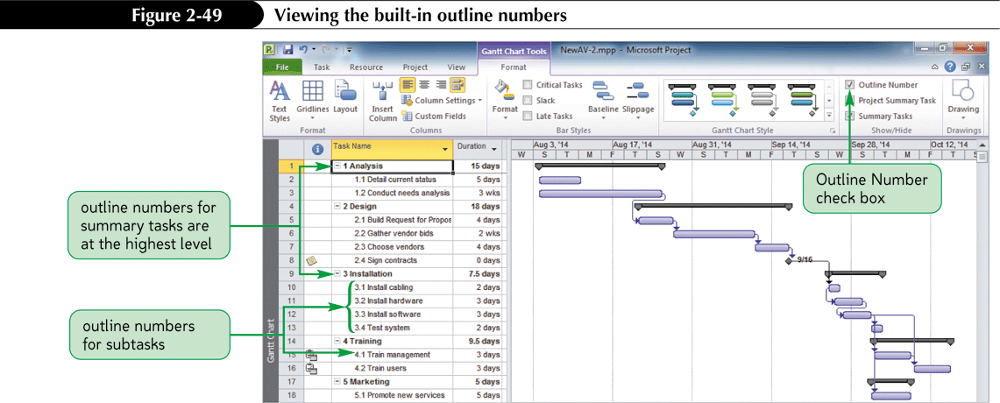 Figure 2-49 Viewing the built-in outline numbers
Gantt Chart Tools NewAV-2.mpp - Microsoft Project
File Task Resource Project View Format
Text Styles
Gridlines
Layout
Format
Insert Column
Column Settings
Custom Fields
Columns
Format
Critical Tasks
Slack
Late Tasks
Baseline
Slippage
Bar Styles
Gantt Chart Style
Outline Number
Project Summary Task
Summary Tasks
Show/Hide
Drawing
Drawings
Task Name Duration
Aug 3, '14 Aug 17, '14 Aug 31, '14 Sep 14, '14 Sep 28, '14 Oct 12, '14
W S T M F T S W S T M F T S W S T M F T S
1 1 Analysis 15 days
2 1.1 Detail current status 5 days
3 1.2 Conduct needs analysis 3 wks
4 2 Design 18 days
5 2.1 Build Request for Propos 4 days
6 2.2 Gather vendor bids 2 wks
7 2.3 Choose vendors 4 days
8 2.4 Sign contracts 0 days
9/16
9 3 Installation 7.5 days
10 3.1 Install cabling 2 days
11 3.2 Install hardware 3 days
12 3.3 Install software 3 days
13 3.4 Test system 2 days
14 4 Training 9.5 days
15 4.1 Train management 3 days
16 4.2 Train users 3 days
17 5 Marketing 5 days
18 5.1 Promote new services 5 days
Gantt Chart
outline numbers for
summary tasks are
at the highest level
outline numbers
for subtasks
Outline Number
check box